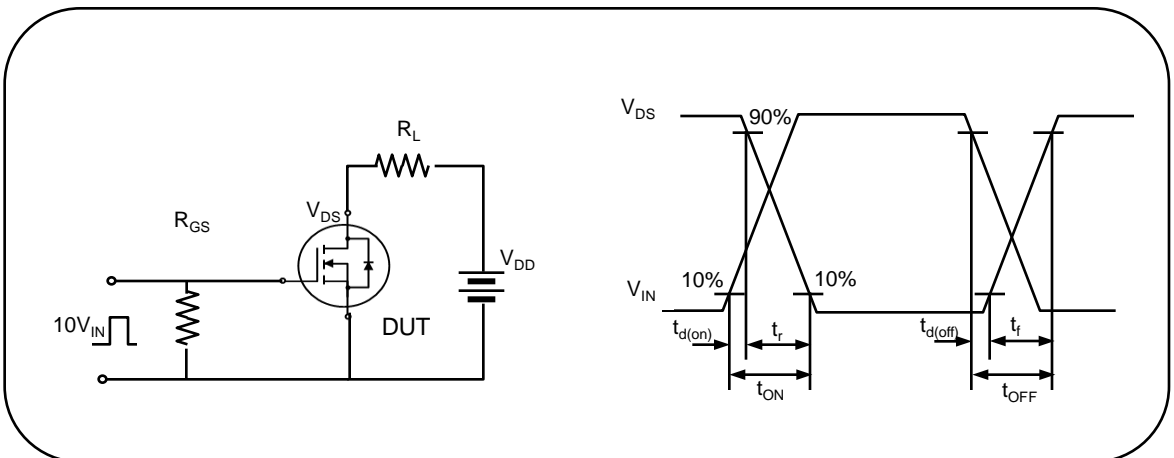 R_L
R_GS
V_DS
V_DD
10V_IN
DUT
V_DS
90%
V_IN
10%
10%
t_d(on)
t_r
t_d(off)
t_f
t_ON
t_OFF